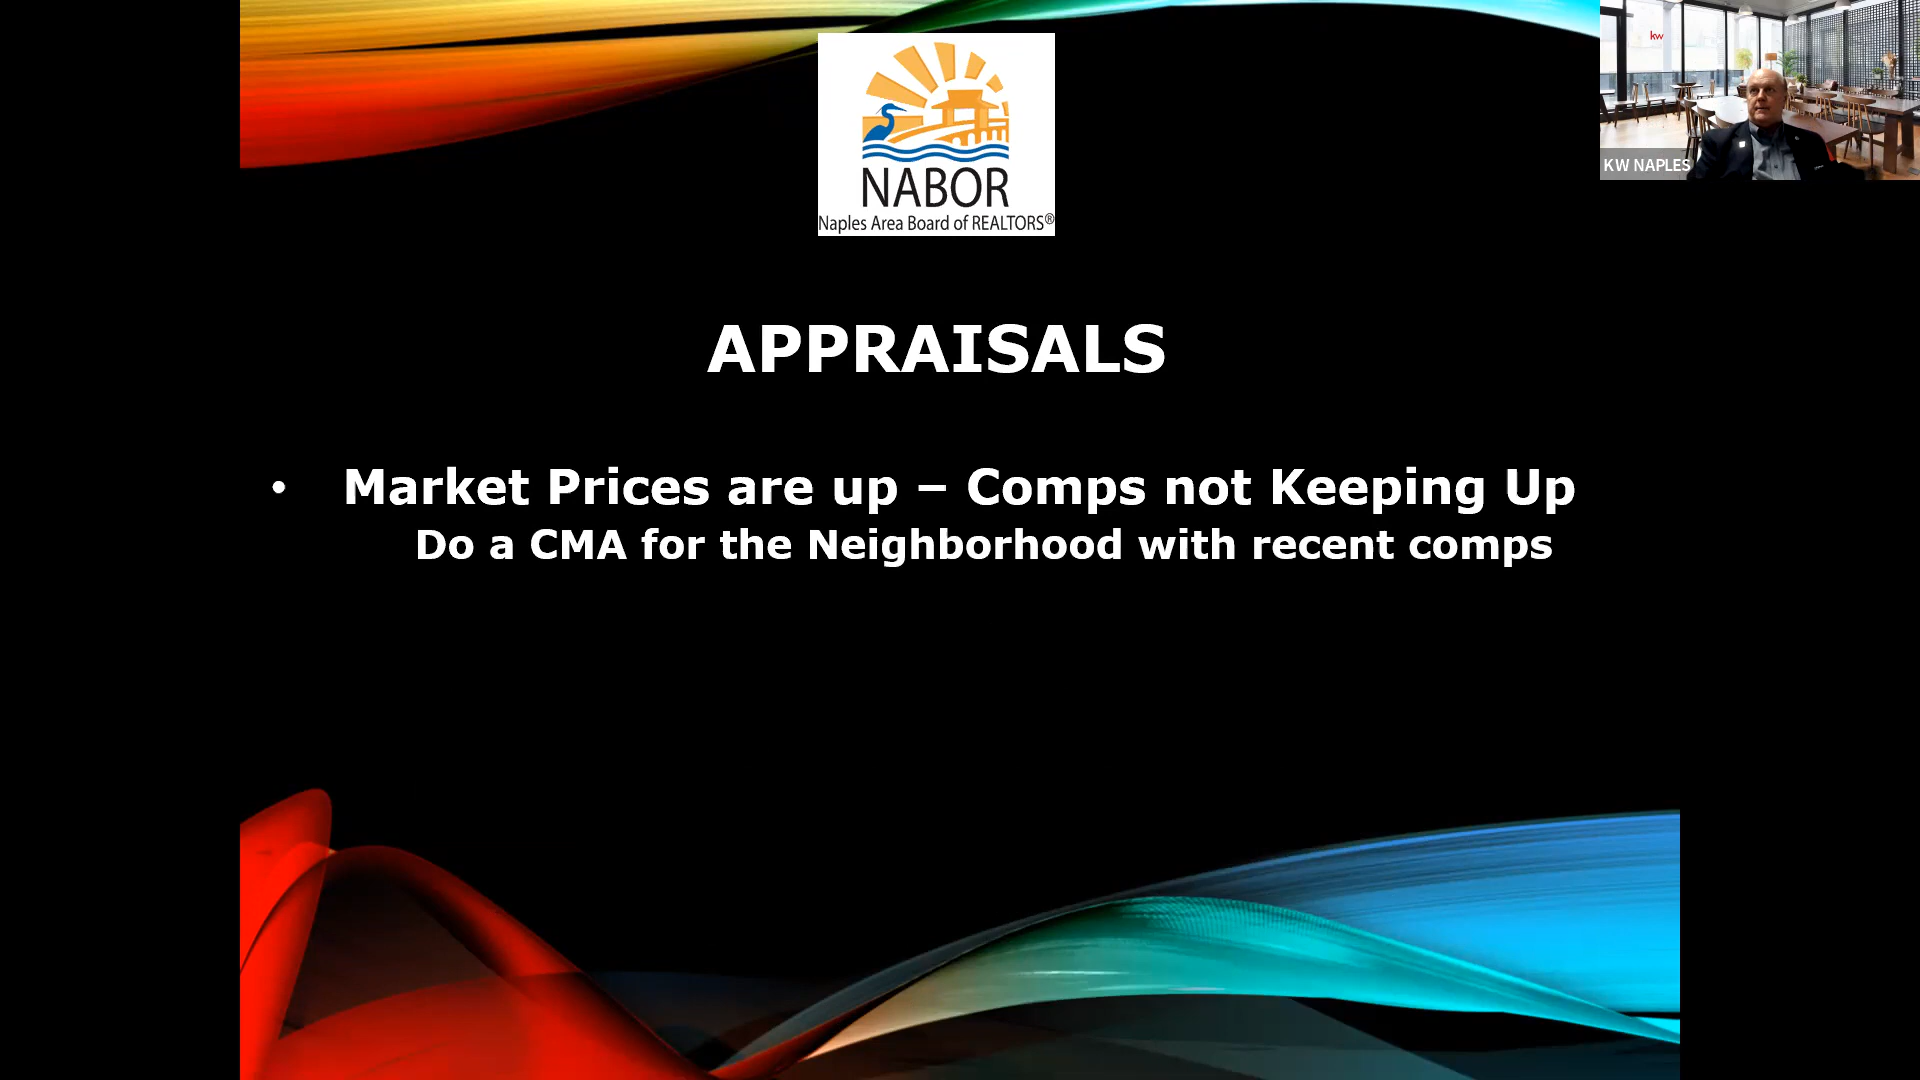 kw
KW NAPLES
NABOR
Naples Area Board of REALTORS®
APPRAISALS
• Market Prices are up – Comps not Keeping Up
Do a CMA for the Neighborhood with recent comps